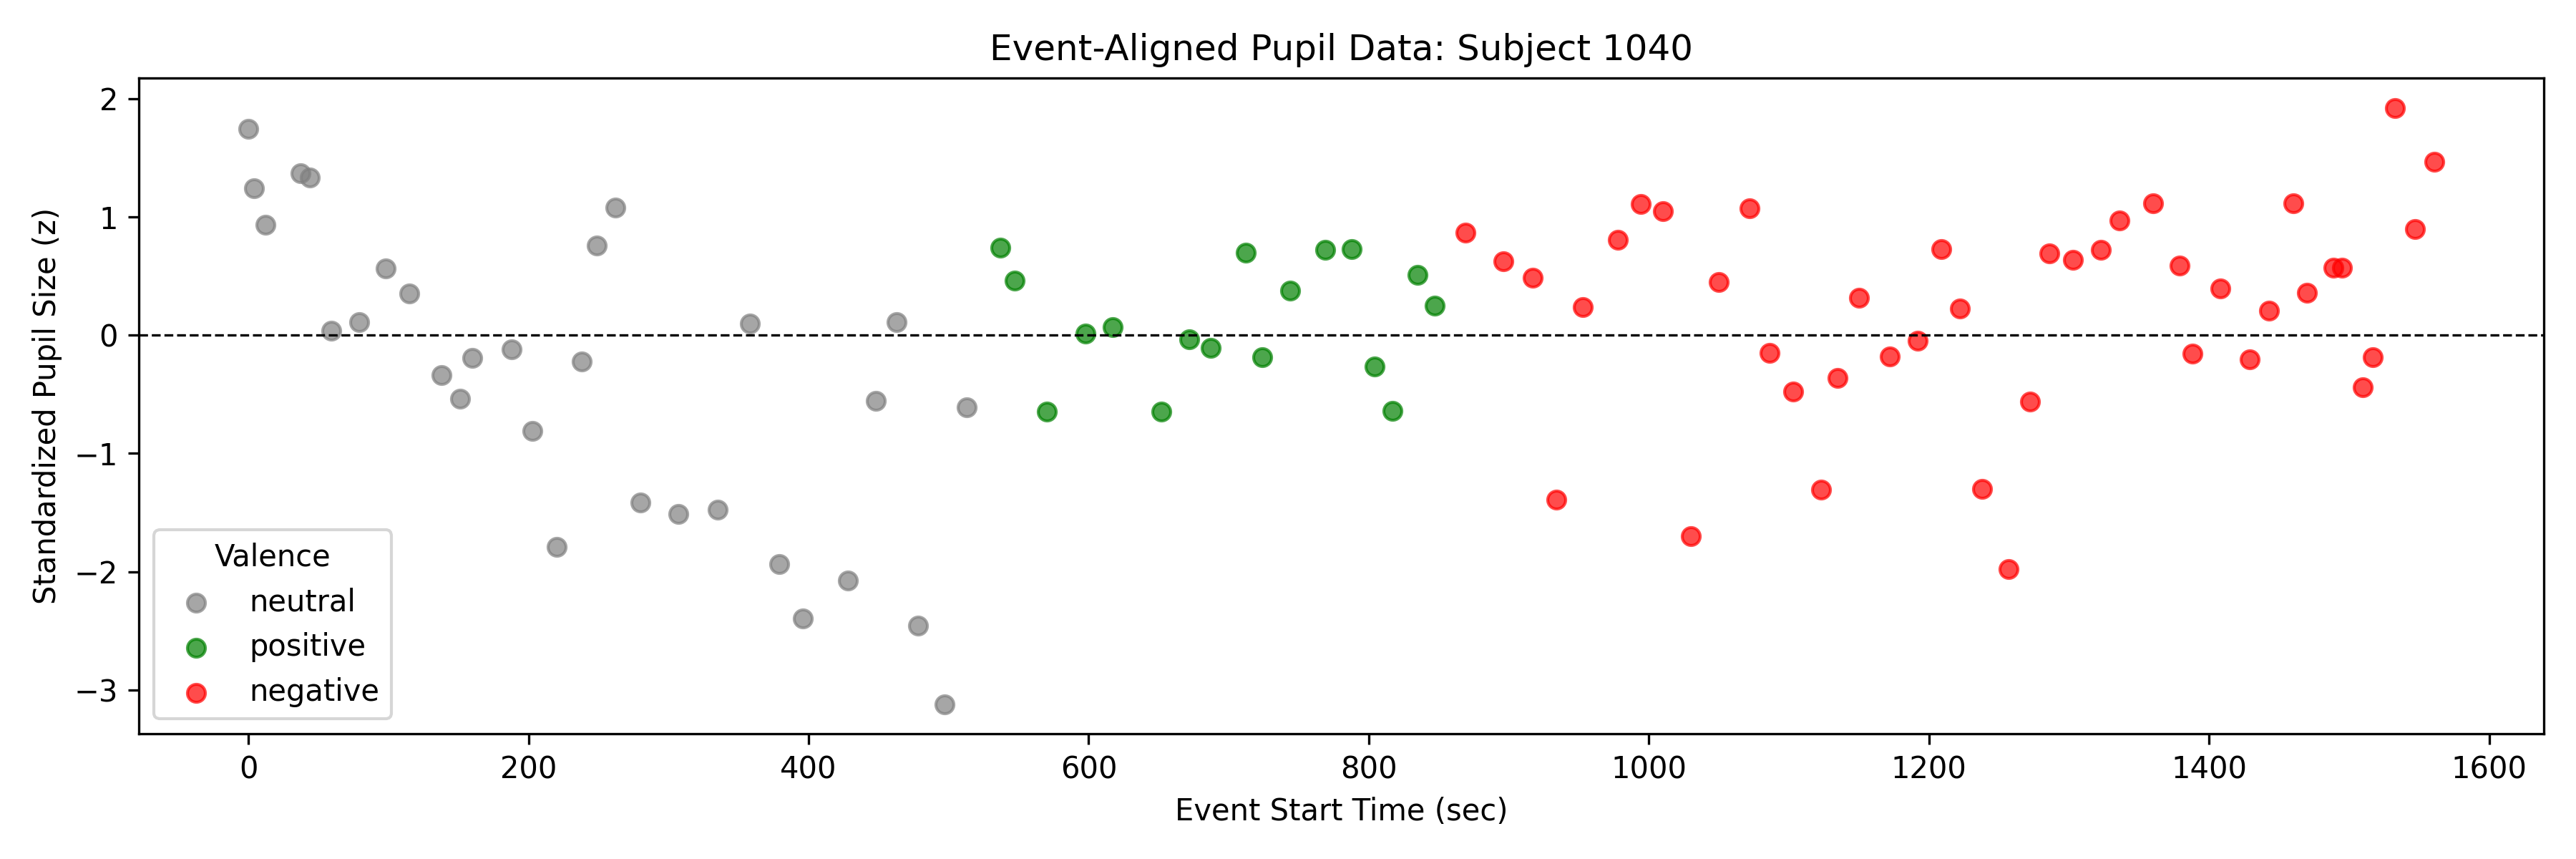 Event-Aligned Pupil Data: Subject 1040
Standardized Pupil Size (z)
2
1
0
−1
−2
−3
Valence
neutral
positive
negative
0 200 400 600 800 1000 1200 1400 1600
Event Start Time (sec)